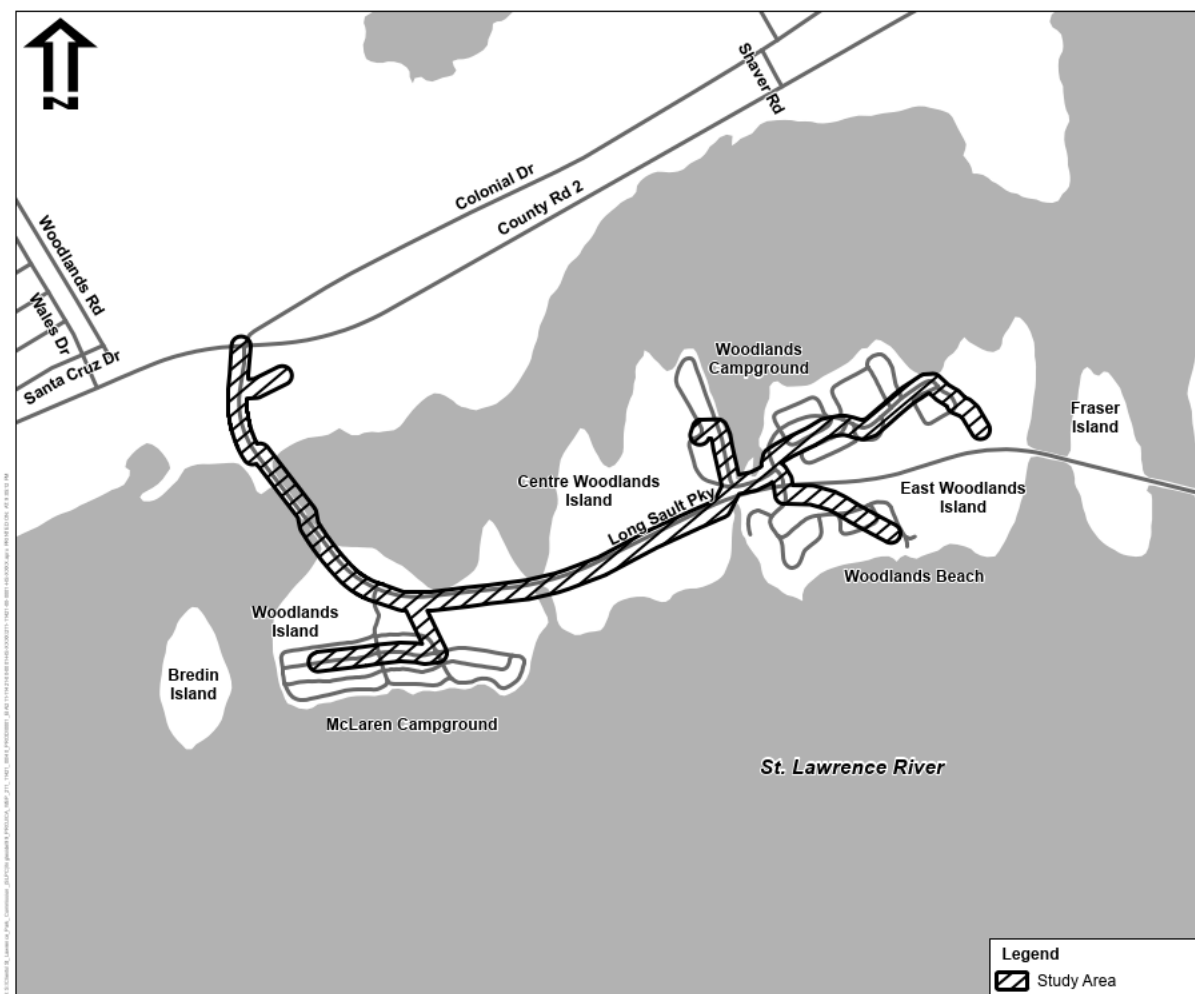 N
Shaver Rd
Colonial Dr
County Rd 2
Woodlands Rd
Wales Dr
Santa Cruz Dr
Woodlands
Campground
Fraser
Island
Centre Woodlands
Island
Long Sault Pky
East Woodlands
Island
Woodlands Beach
Woodlands
Island
Bredin
Island
McLaren Campground
St. Lawrence River
Legend
Study Area